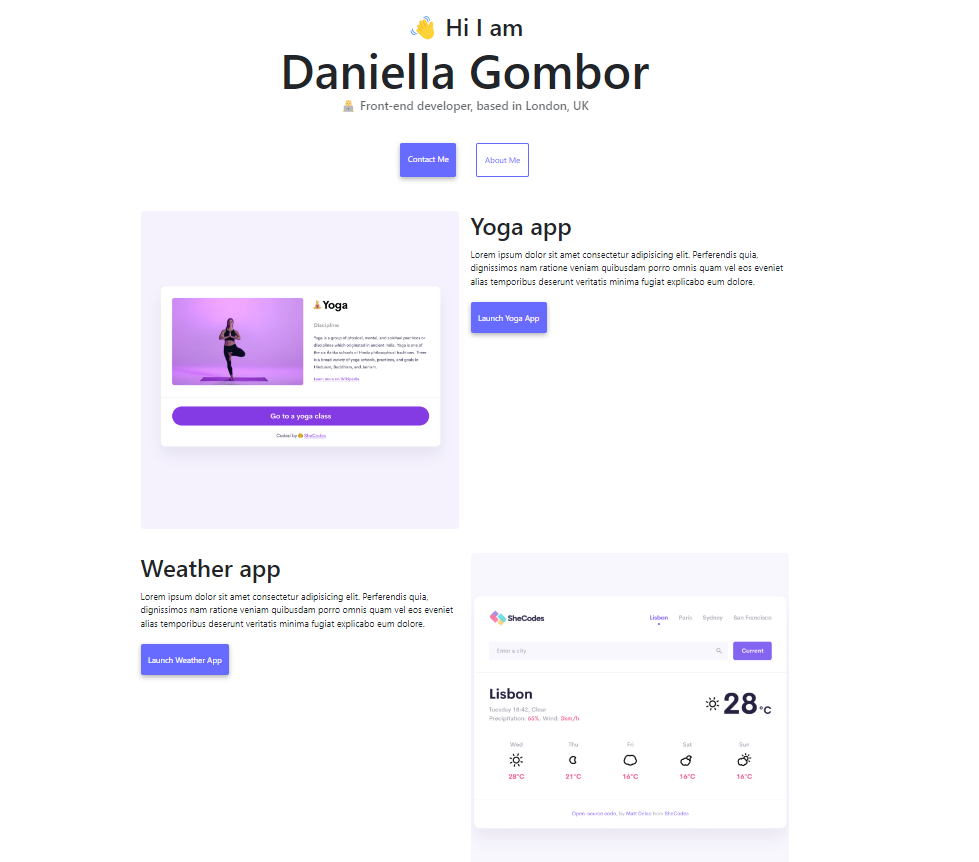 👋 Hi I am
Daniella Gombor
Front-end developer, based in London, UK
Contact Me
About Me
Yoga app
Lorem ipsum dolor sit amet consectetur adipisicing elit. Perferendis quia,
dignissimos nam ratione veniam quibusdam porro omnis quam vel eos eveniet
alias temporibus deserunt veritatis minima fugiat explicabo eum dolore.
Launch Yoga App
Yoga
Discipline
Yoga is a group of physical, mental, and spiritual practices or
disciplines which originated in ancient India. Yoga is one of
the six Āstika schools of Hindu philosophical traditions. There
is a broad variety of yoga schools, practices, and goals in
Hinduism, Buddhism, and Jainism.
Learn more on Wikipedia
Go to a yoga class
Coded by SheCodes
Weather app
Lorem ipsum dolor sit amet consectetur adipisicing elit. Perferendis quia,
dignissimos nam ratione veniam quibusdam porro omnis quam vel eos eveniet
alias temporibus deserunt veritatis minima fugiat explicabo eum dolore.
Launch Weather App
SheCodes
Lisbon Paris Sydney San Francisco
Enter a city
Current
Lisbon
Tuesday 18:42, Clear
Precipitation: 65%, Wind: 3km/h
28°C
Wed Thu Fri Sat Sun
28°C 21°C 16°C 16°C 16°C
Open-source code, by Matt Delac from SheCodes